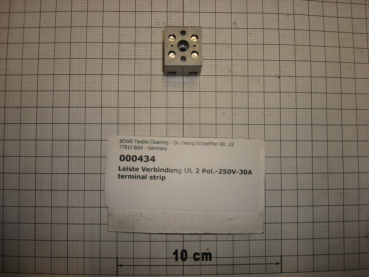 BÖWE Textile Cleaning - Dr.-Georg Schaeffler Str. 22
77815 Bühl - Germany
000434
Leiste Verbindung UL 2 Pol.-250V-30A
terminal strip
10 cm